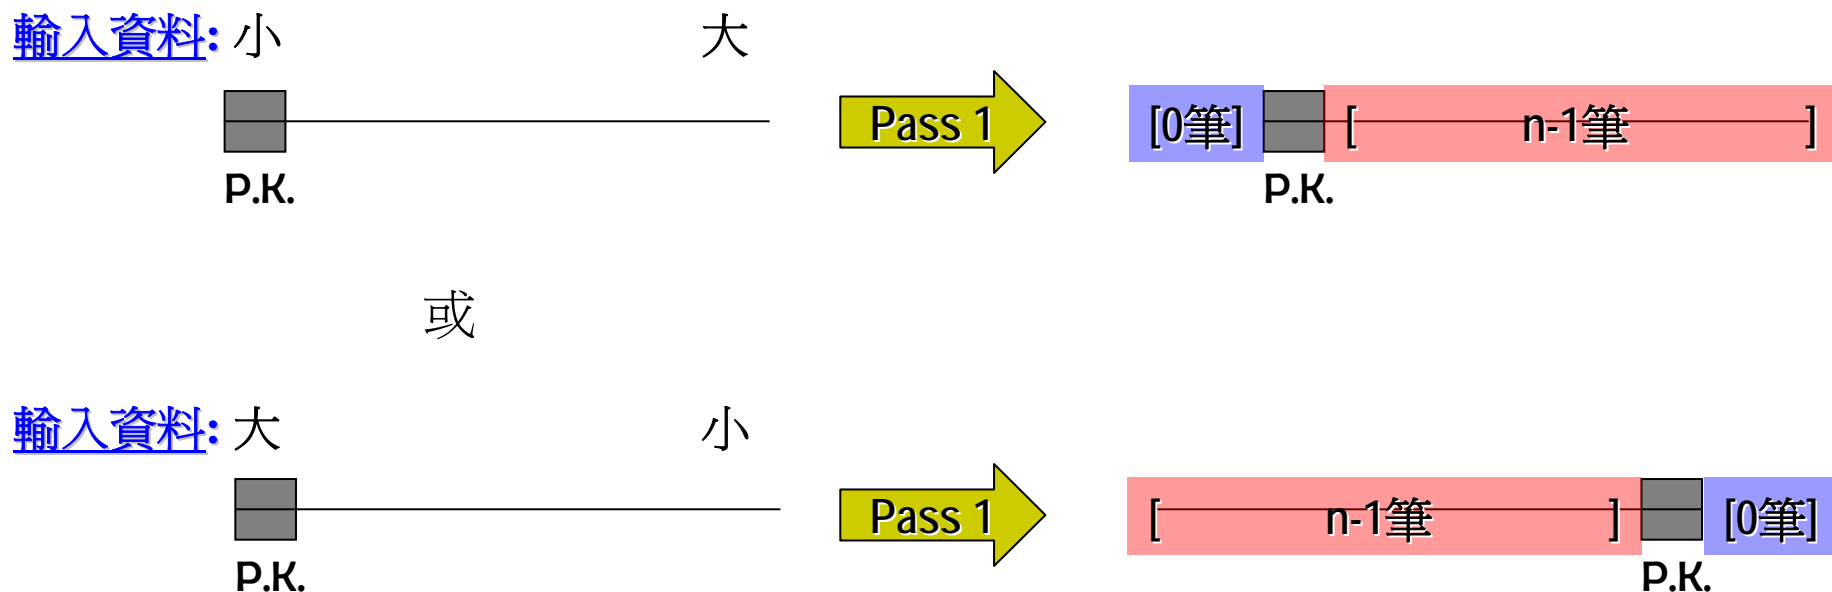 輸入資料: 小 大
Pass 1
[0筆] [ n-1筆 ]
P.K. P.K.
或
輸入資料: 大 小
Pass 1
[ n-1筆 ] [0筆]
P.K. P.K.